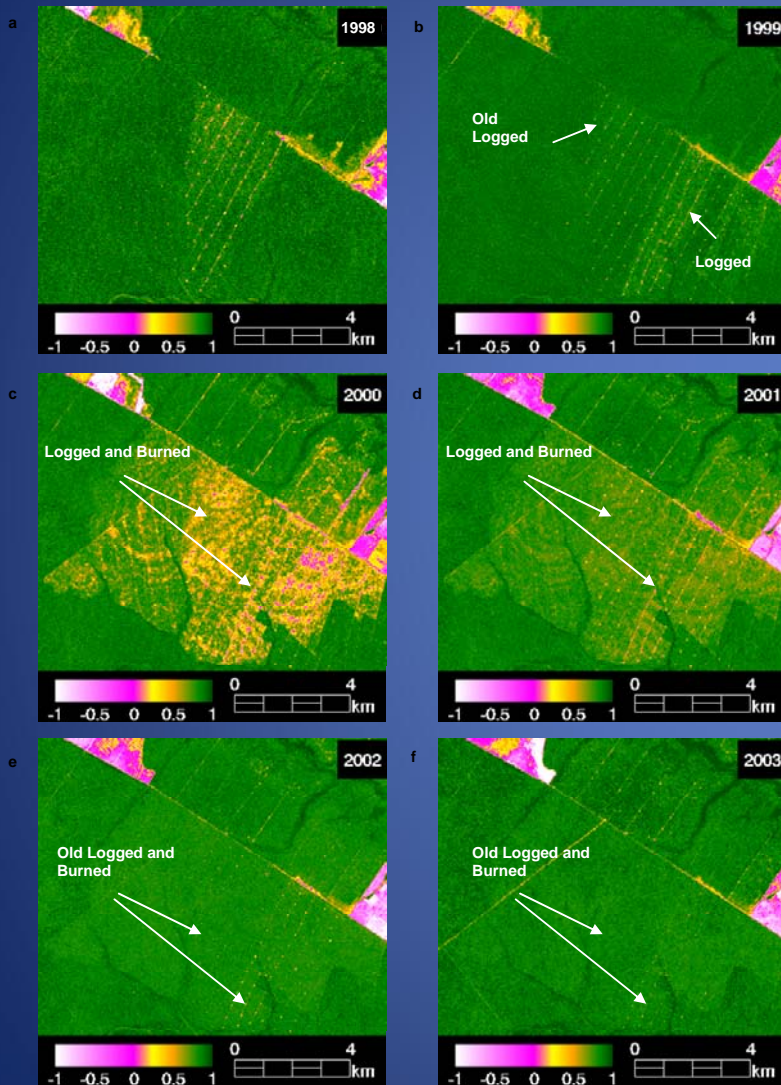 a
1998
0
4
km
-1 -0.5 0 0.5 1
b
1999
Old
Logged
Logged
0
4
km
-1 -0.5 0 0.5 1
c
2000
Logged and Burned
0
4
km
-1 -0.5 0 0.5 1
d
2001
Logged and Burned
0
4
km
-1 -0.5 0 0.5 1
e
2002
Old Logged and
Burned
0
4
km
-1 -0.5 0 0.5 1
f
2003
Old Logged and
Burned
0
4
km
-1 -0.5 0 0.5 1